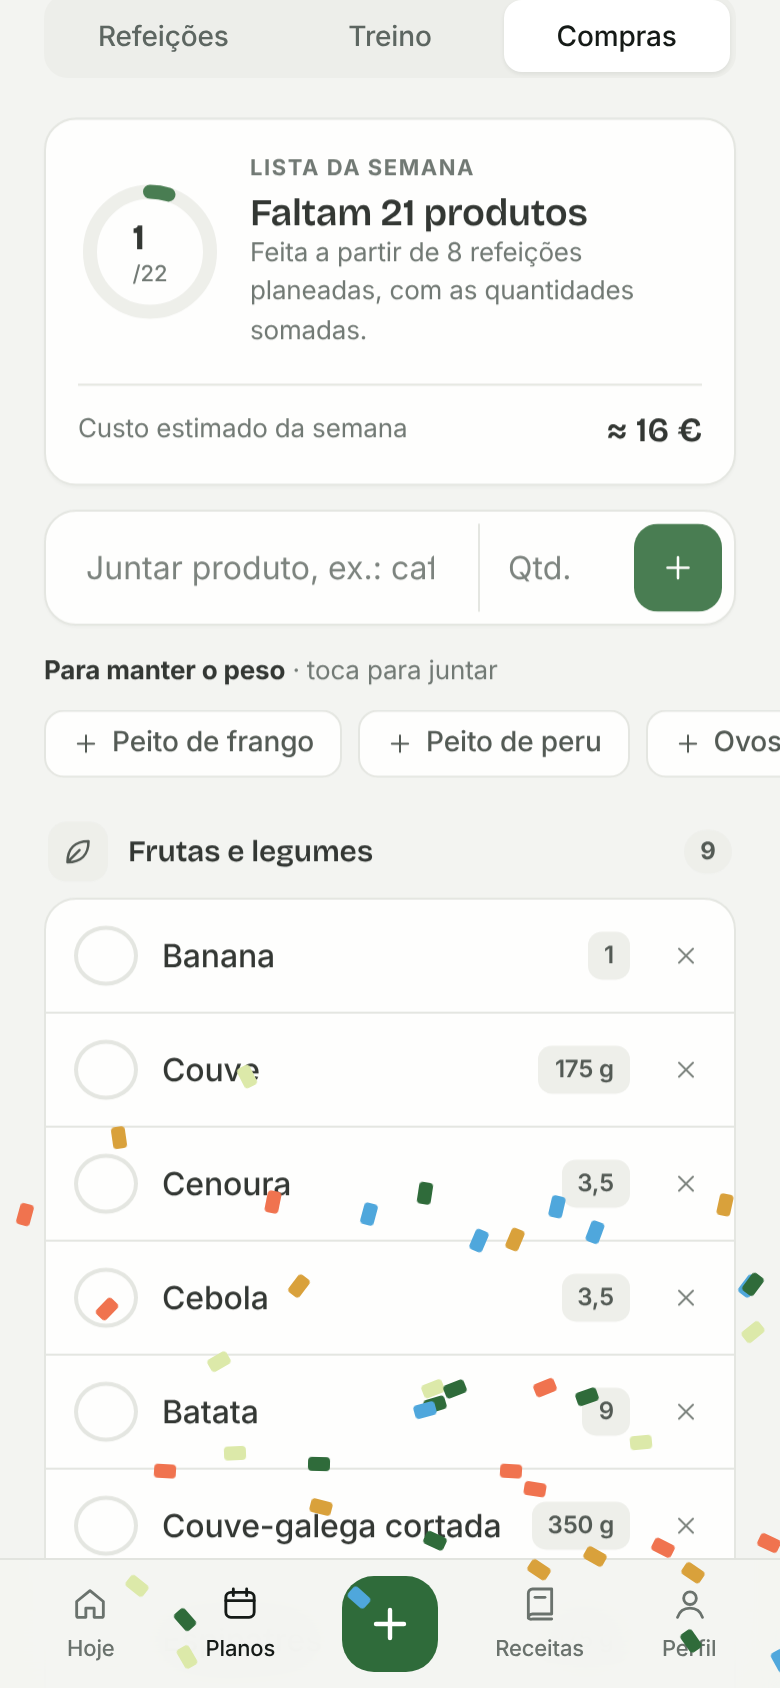 Refeições
Treino
Compras
LISTA DA SEMANA
Faltam 21 produtos
1
/22
Feita a partir de 8 refeições
planeadas, com as quantidades
somadas.
Custo estimado da semana
≈ 16 €
Juntar produto, ex.: caf
Qtd.
Para manter o peso · toca para juntar
Peito de frango
Peito de peru
Ovos
Frutas e legumes
9
Banana
1
Couve
175 g
Cenoura
3,5
Cebola
3,5
Batata
9
Couve-galega cortada
350 g
Hoje
Planos
Receitas
Perfil